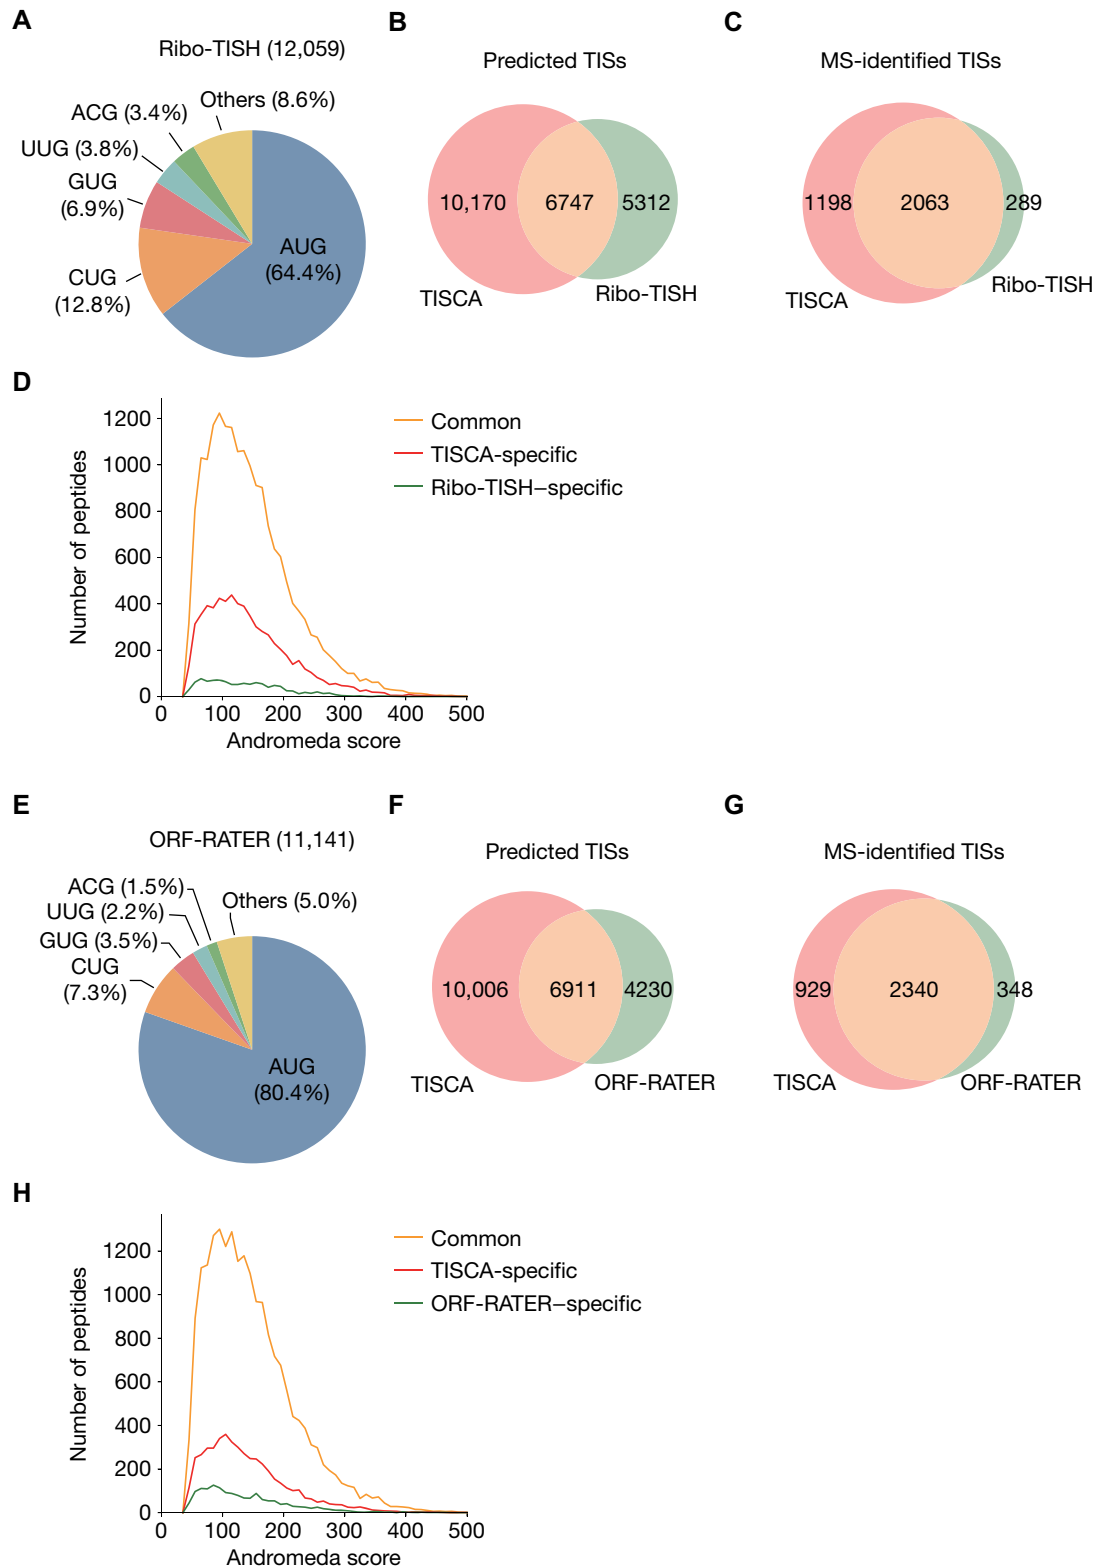 A
Ribo-TISH (12,059)
Others (8.6%)
ACG (3.4%)
UUG (3.8%)
GUG
(6.9%)
CUG
(12.8%)
AUG
(64.4%)
B
Predicted TISs
10,170
6747
5312
TISCA
Ribo-TISH
C
MS-identified TISs
1198
2063
289
TISCA
Ribo-TISH
D
Number of peptides
1200
1000
800
600
400
200
0
0 100 200 300 400 500
Andromeda score
Common
TISCA-specific
Ribo-TISH–specific
E
ORF-RATER (11,141)
ACG (1.5%)
Others (5.0%)
UUG (2.2%)
GUG (3.5%)
CUG
(7.3%)
AUG
(80.4%)
F
Predicted TISs
10,006
6911
4230
TISCA
ORF-RATER
G
MS-identified TISs
929
2340
348
TISCA
ORF-RATER
H
Number of peptides
1200
1000
800
600
400
200
0
0 100 200 300 400 500
Andromeda score
Common
TISCA-specific
ORF-RATER–specific